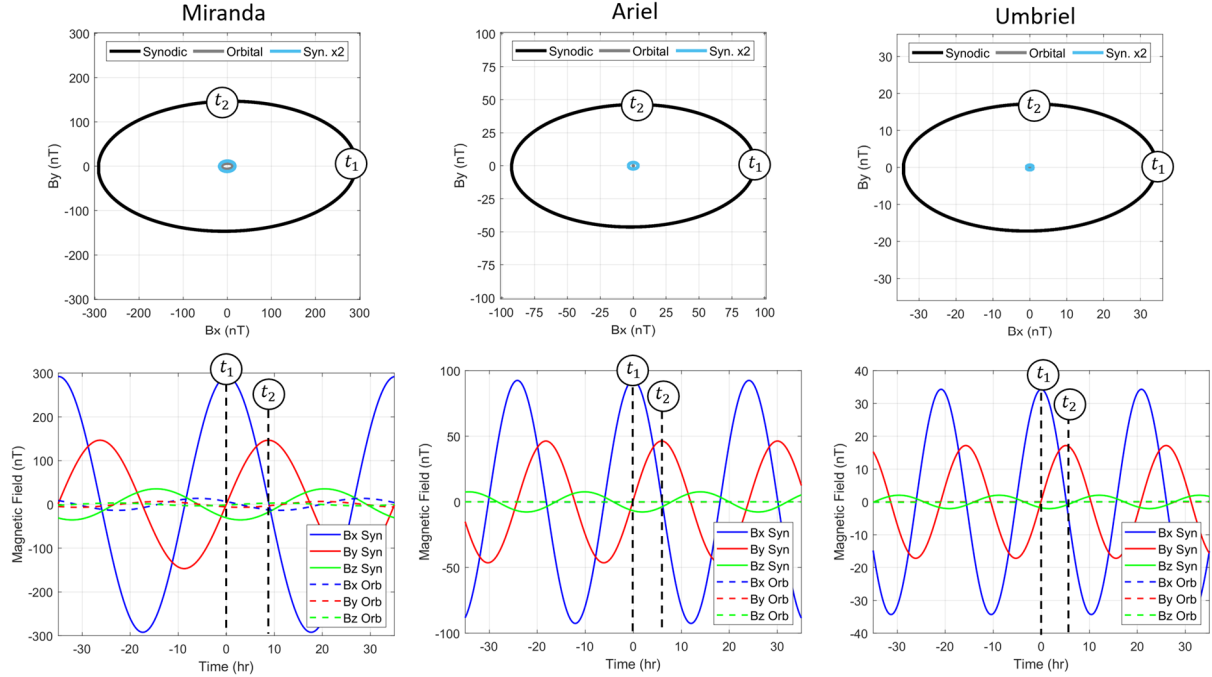 Miranda
Ariel
Umbriel
Synodic Orbital Syn. x2
300
200
100
0
-100
-200
-300
By (nT)
-300 -200 -100 0 100 200 300
Bx (nT)
t2
t1
Synodic Orbital Syn. x2
100
75
50
25
0
-25
-50
-75
-100
By (nT)
-100 -75 -50 -25 0 25 50 75 100
Bx (nT)
t2
t1
Synodic Orbital Syn. x2
30
20
10
0
-10
-20
-30
By (nT)
-30 -20 -10 0 10 20 30
Bx (nT)
t2
t1
300
200
100
0
-100
-200
-300
Magnetic Field (nT)
-30 -20 -10 0 10 20 30
Time (hr)
t1
t2
Bx Syn
By Syn
Bz Syn
Bx Orb
By Orb
Bz Orb
100
50
0
-50
-100
Magnetic Field (nT)
-30 -20 -10 0 10 20 30
Time (hr)
t1
t2
Bx Syn
By Syn
Bz Syn
Bx Orb
By Orb
Bz Orb
40
30
20
10
0
-10
-20
-30
-40
Magnetic Field (nT)
-30 -20 -10 0 10 20 30
Time (hr)
t1
t2
Bx Syn
By Syn
Bz Syn
Bx Orb
By Orb
Bz Orb